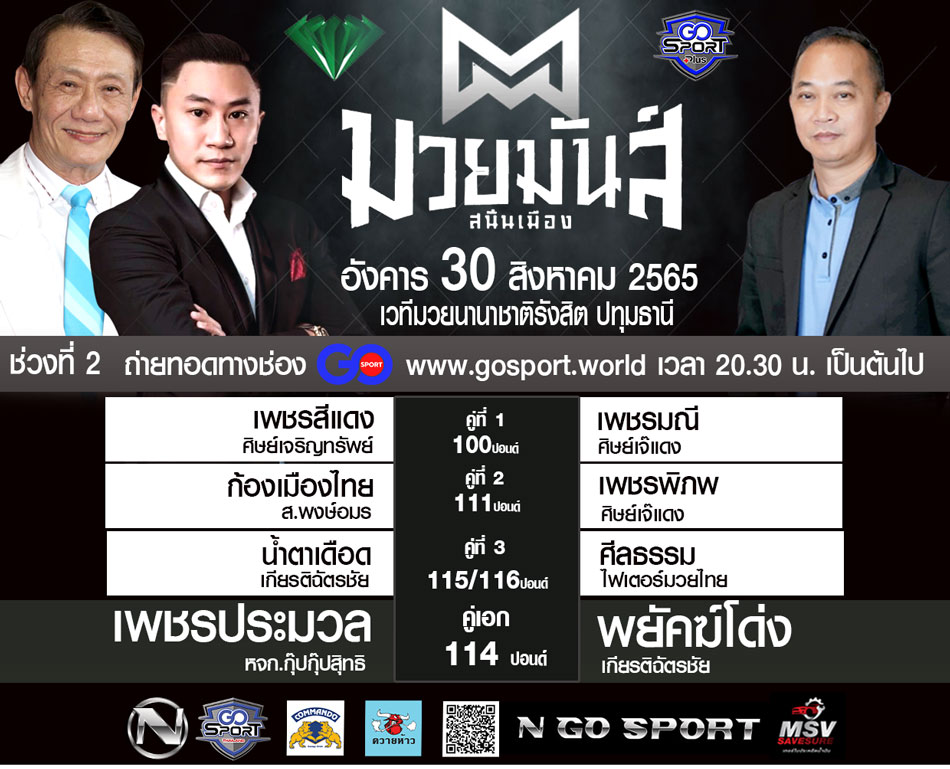 GO
SPORT
Plus
มวยมันส์
สนั่นเมือง
อังคาร 30 สิงหาคม 2565
เวทีมวยนานาชาติรังสิต ปทุมธานี
ช่วงที่ 2 ถ่ายทอดทางช่อง GO SPORT www.gosport.world เวลา 20.30 น. เป็นต้นไป
เพชรสีแดง คู่ที่ 1 เพชรมณี
ศิษย์เจริญทรัพย์ 100ปอนด์ ศิษย์เจ๊แดง
ก้องเมืองไทย คู่ที่ 2 เพชรพิภพ
ส.พงษ์อมร 111ปอนด์ ศิษย์เจ๊แดง
น้ำตาเดือด คู่ที่ 3 ศีลธรรม
เกียรติฉัตรชัย 115/116ปอนด์ ไฟเตอร์มวยไทย
เพชรประมวล คู่เอก พยัคฆ์โด่ง
หจก.กุ๊ปกุ๊ปสุิทธิ 114 ปอนด์ เกียรติฉัตรชัย
N
GO
SPORT
COMMANDO
ควายหาว
N GO SPORT
MSV
SAVESURE